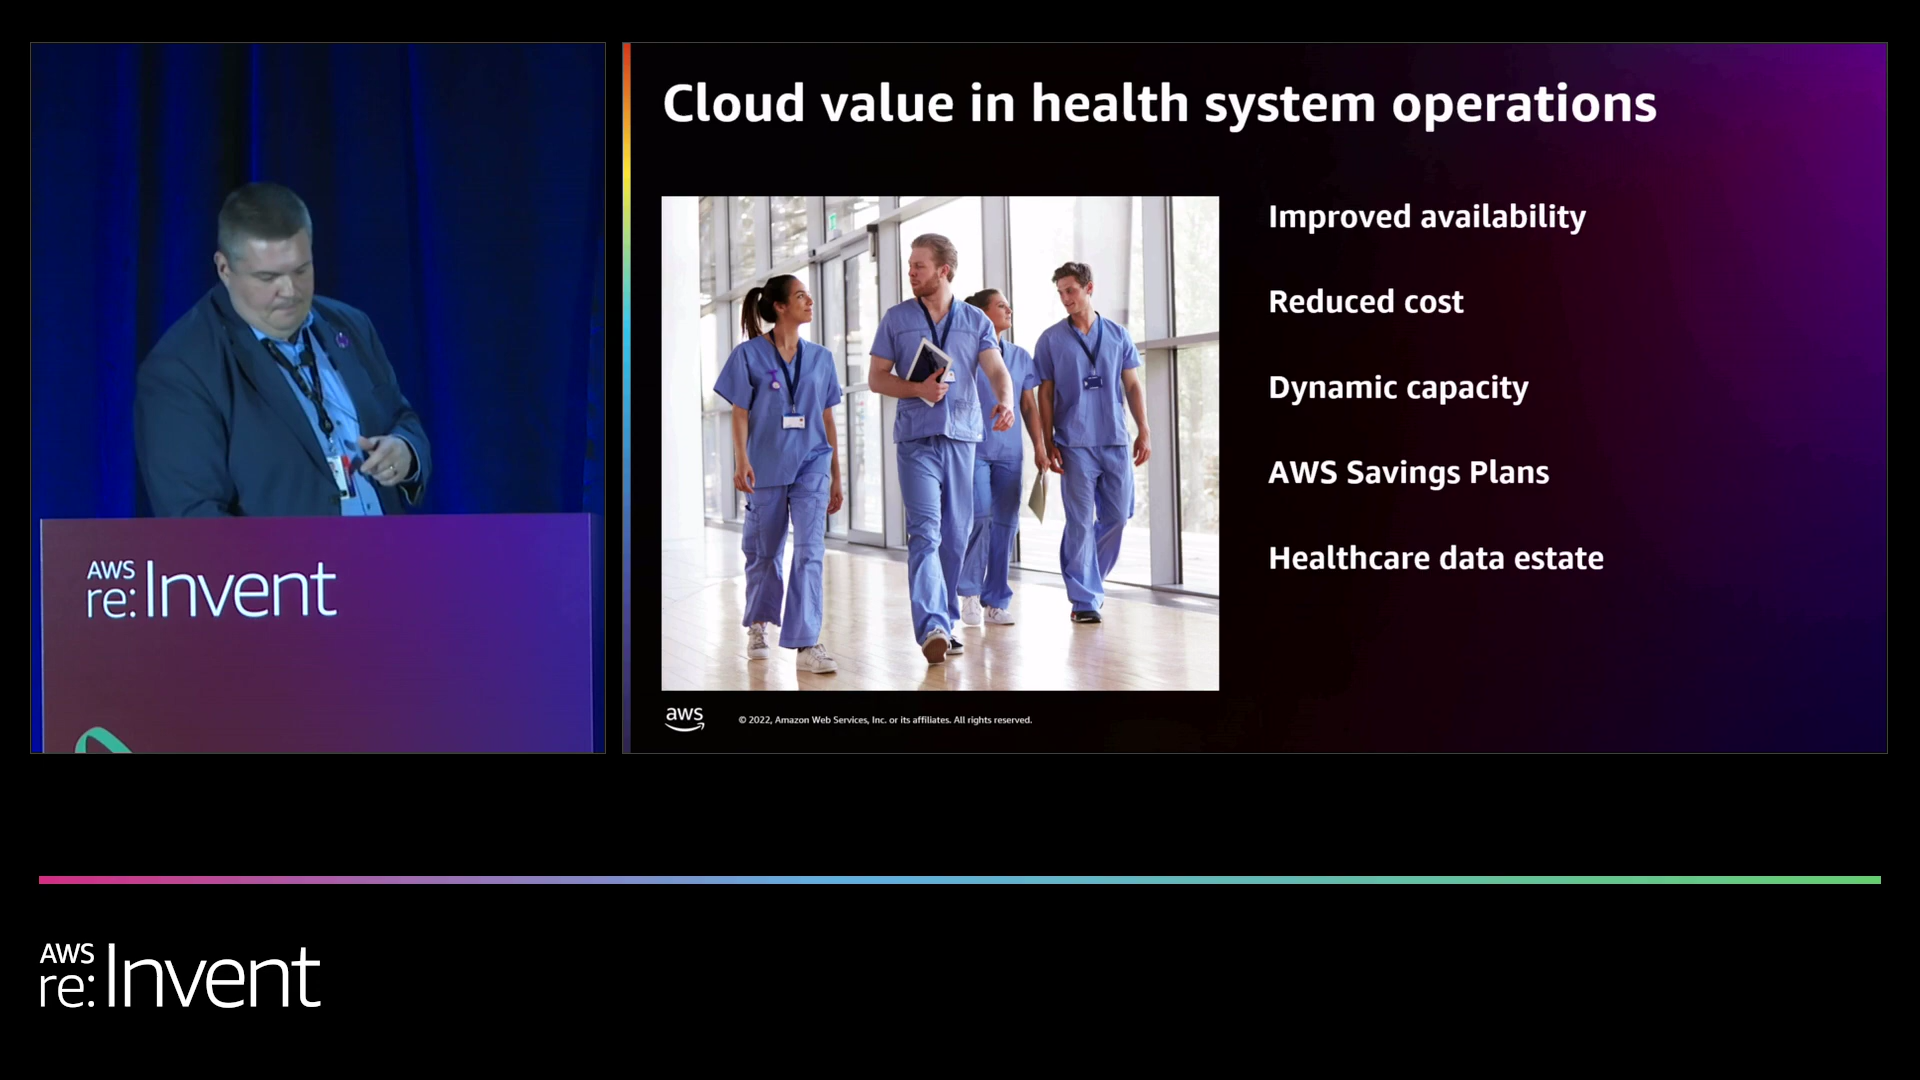 Cloud value in health system operations
Improved availability
Reduced cost
Dynamic capacity
AWS Savings Plans
Healthcare data estate
aws
© 2022, Amazon Web Services, Inc. or its affiliates. All rights reserved.
AWS
re:Invent
AWS
re:Invent